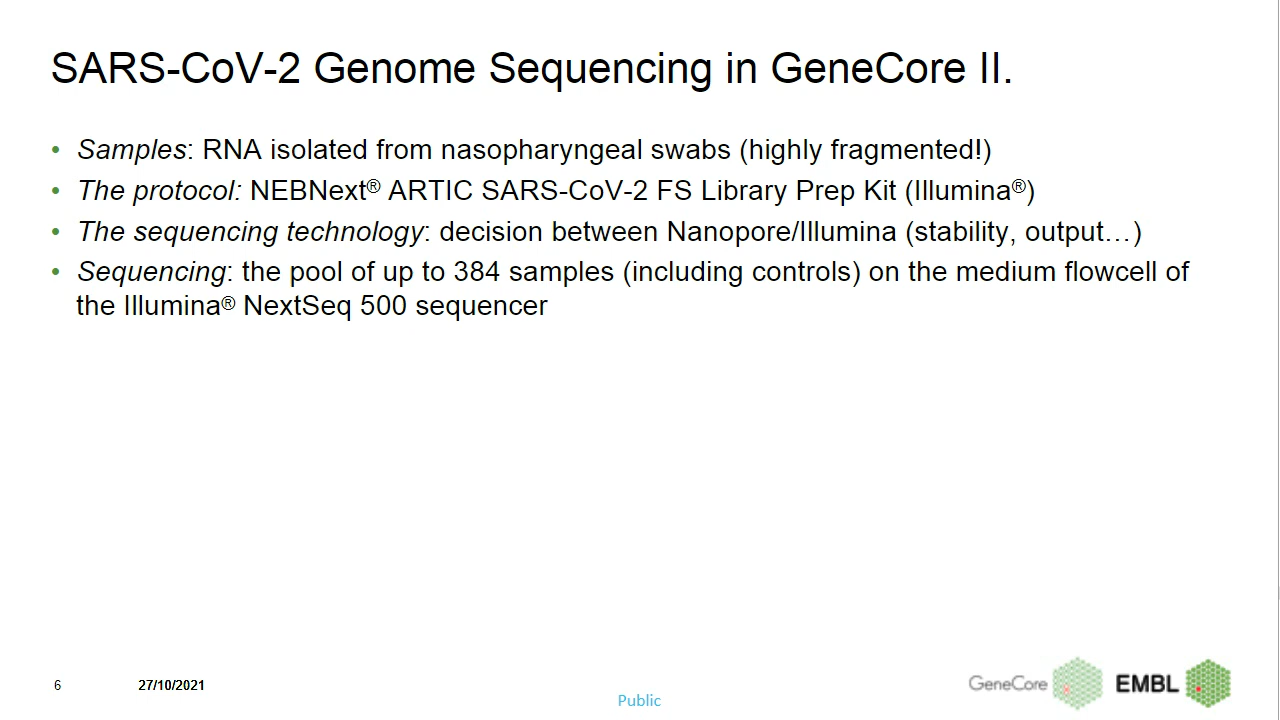 SARS-CoV-2 Genome Sequencing in GeneCore II.
• Samples: RNA isolated from nasopharyngeal swabs (highly fragmented!)
• The protocol: NEBNext® ARTIC SARS-CoV-2 FS Library Prep Kit (Illumina®)
• The sequencing technology: decision between Nanopore/Illumina (stability, output…)
• Sequencing: the pool of up to 384 samples (including controls) on the medium flowcell of
the Illumina® NextSeq 500 sequencer
6
27/10/2021
Public
GeneCore
EMBL